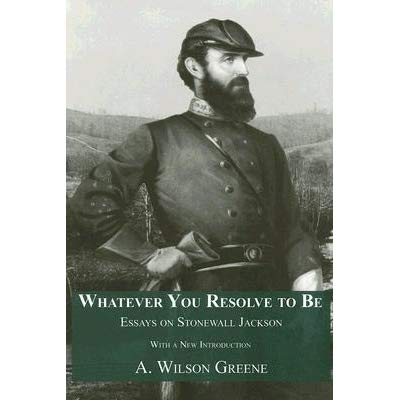 Whatever You Resolve to Be
Essays on Stonewall Jackson
With a New Introduction
A. Wilson Greene